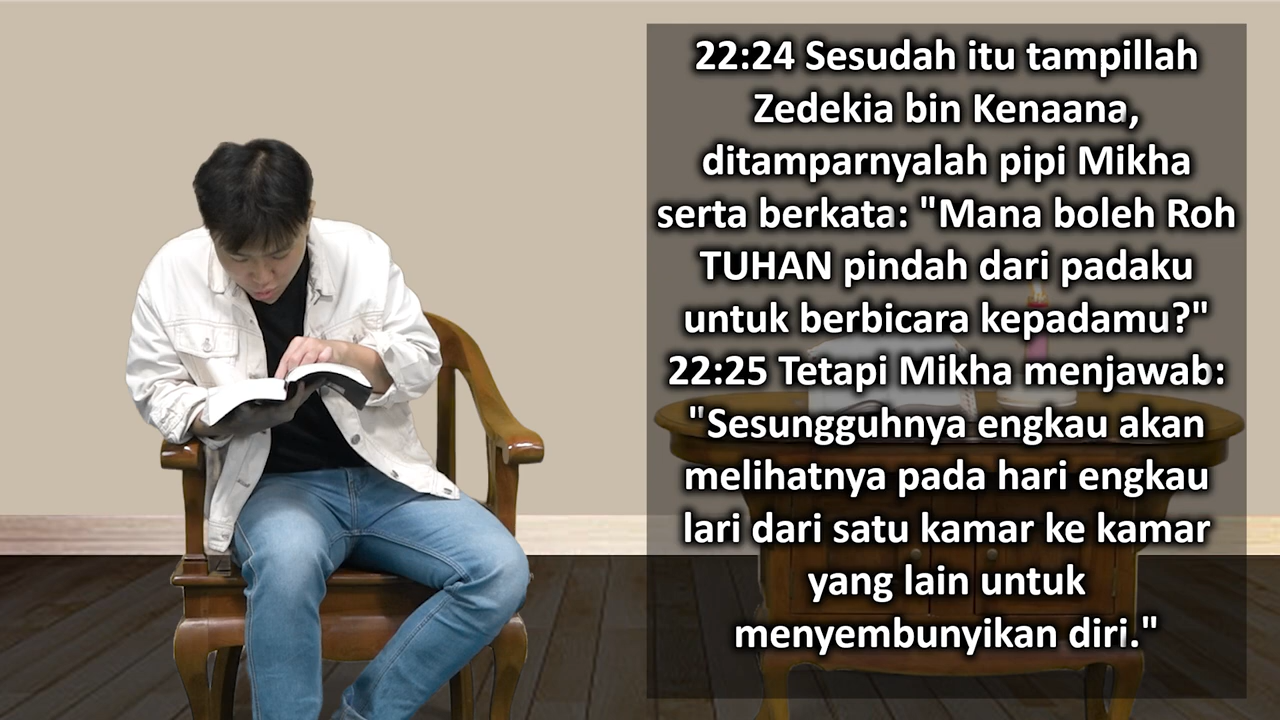 22:24 Sesudah itu tampillah
Zedekia bin Kenaana,
ditamparnyalah pipi Mikha
serta berkata: "Mana boleh Roh
TUHAN pindah dari padaku
untuk berbicara kepadamu?"
22:25 Tetapi Mikha menjawab:
"Sesungguhnya engkau akan
melihatnya pada hari engkau
lari dari satu kamar ke kamar
yang lain untuk
menyembunyikan diri."